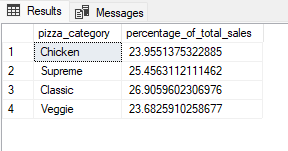 Results Messages
pizza_category percentage_of_total_sales
1 Chicken 23.9551375322885
2 Supreme 25.4563112111462
3 Classic 26.9059602306976
4 Veggie 23.6825910258677